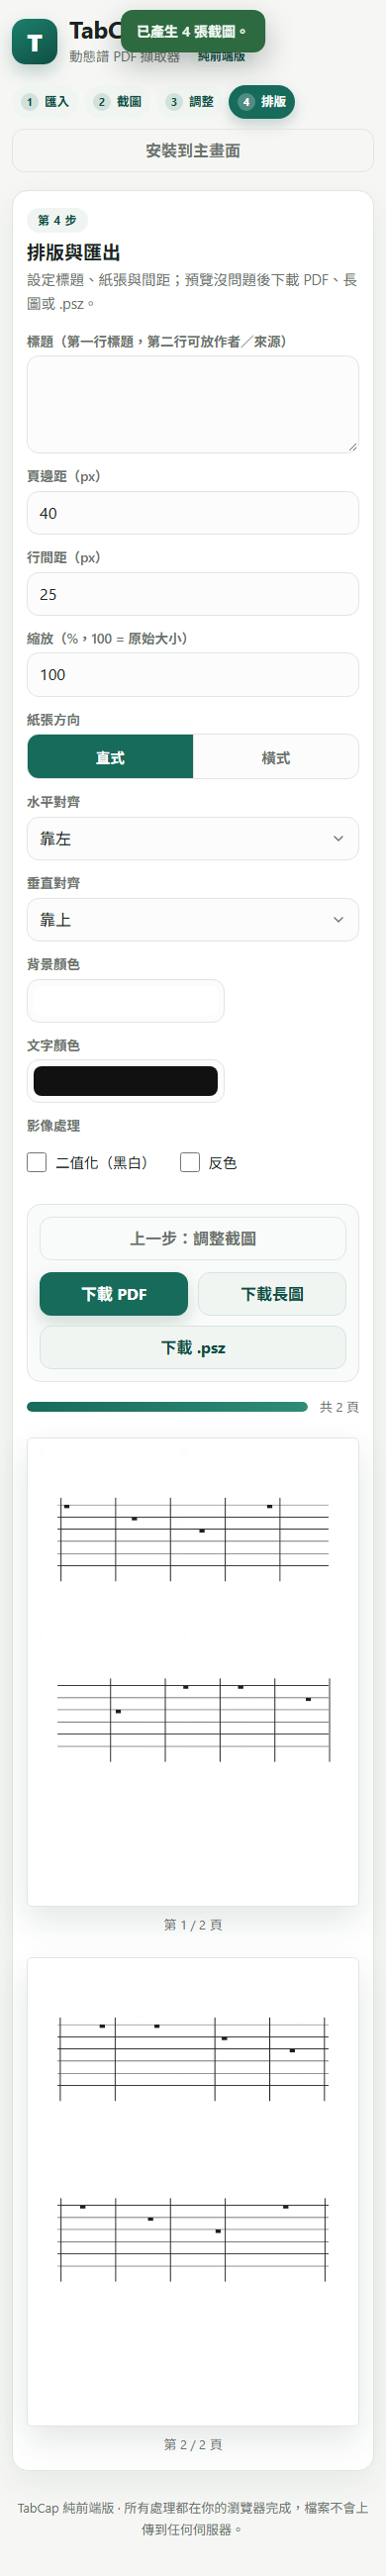 T
TabC
已產生 4 張截圖。
動態譜 PDF 擷取器
純前端版
1 匯入
2 截圖
3 調整
4 排版
安裝到主畫面
第 4 步
排版與匯出
設定標題、紙張與間距；預覽沒問題後下載 PDF、長
圖或 .psz。
標題（第一行標題，第二行可放作者／來源）
頁邊距（px）
40
行間距（px）
25
縮放（%，100 = 原始大小）
100
紙張方向
直式
橫式
水平對齊
靠左
垂直對齊
靠上
背景顏色
文字顏色
影像處理
二值化（黑白）
反色
上一步：調整截圖
下載 PDF
下載長圖
下載 .psz
共 2 頁
第 1 / 2 頁
第 2 / 2 頁
TabCap 純前端版 · 所有處理都在你的瀏覽器完成，檔案不會上
傳到任何伺服器。